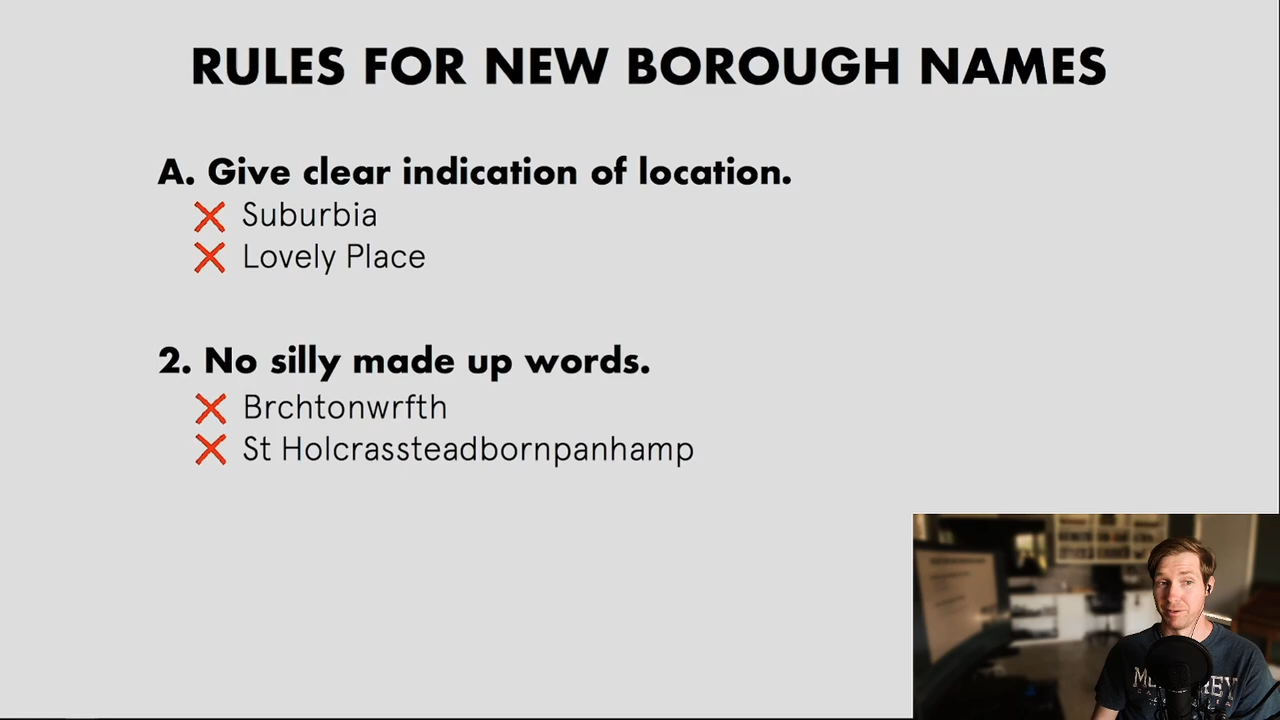 RULES FOR NEW BOROUGH NAMES
A. Give clear indication of location.
Suburbia
Lovely Place
2. No silly made up words.
Brchtonwrfth
St Holcrassteadbornpanhamp